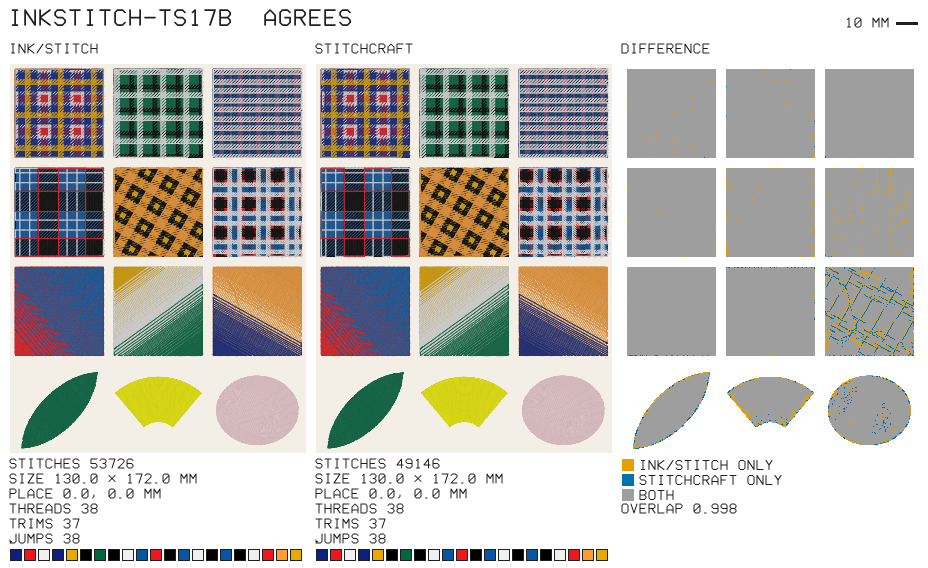 INKSTITCH-TS17B AGREES
10 MM
INK/STITCH
STITCHCRAFT
DIFFERENCE
STITCHES 53726
SIZE 130.0 × 172.0 MM
PLACE 0.0, 0.0 MM
THREADS 38
TRIMS 37
JUMPS 38
STITCHES 49146
SIZE 130.0 × 172.0 MM
PLACE 0.0, 0.0 MM
THREADS 38
TRIMS 37
JUMPS 38
INK/STITCH ONLY
STITCHCRAFT ONLY
BOTH
OVERLAP 0.998